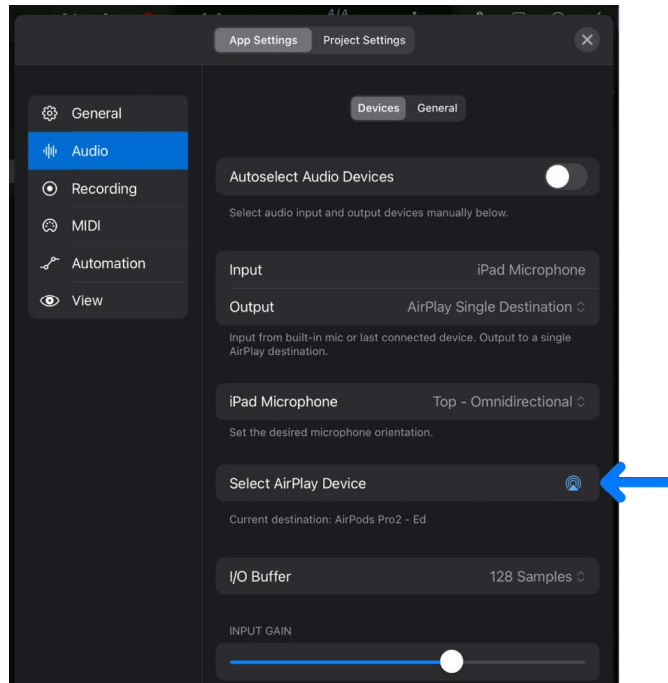 4/4
App Settings Project Settings
Devices General
General
Audio
Recording
MIDI
Automation
View
Autoselect Audio Devices
Select audio input and output devices manually below.
Input iPad Microphone
Output AirPlay Single Destination
Input from built-in mic or last connected device. Output to a single
AirPlay destination.
iPad Microphone Top - Omnidirectional
Set the desired microphone orientation.
Select AirPlay Device
Current destination: AirPods Pro2 - Ed
I/O Buffer 128 Samples
INPUT GAIN